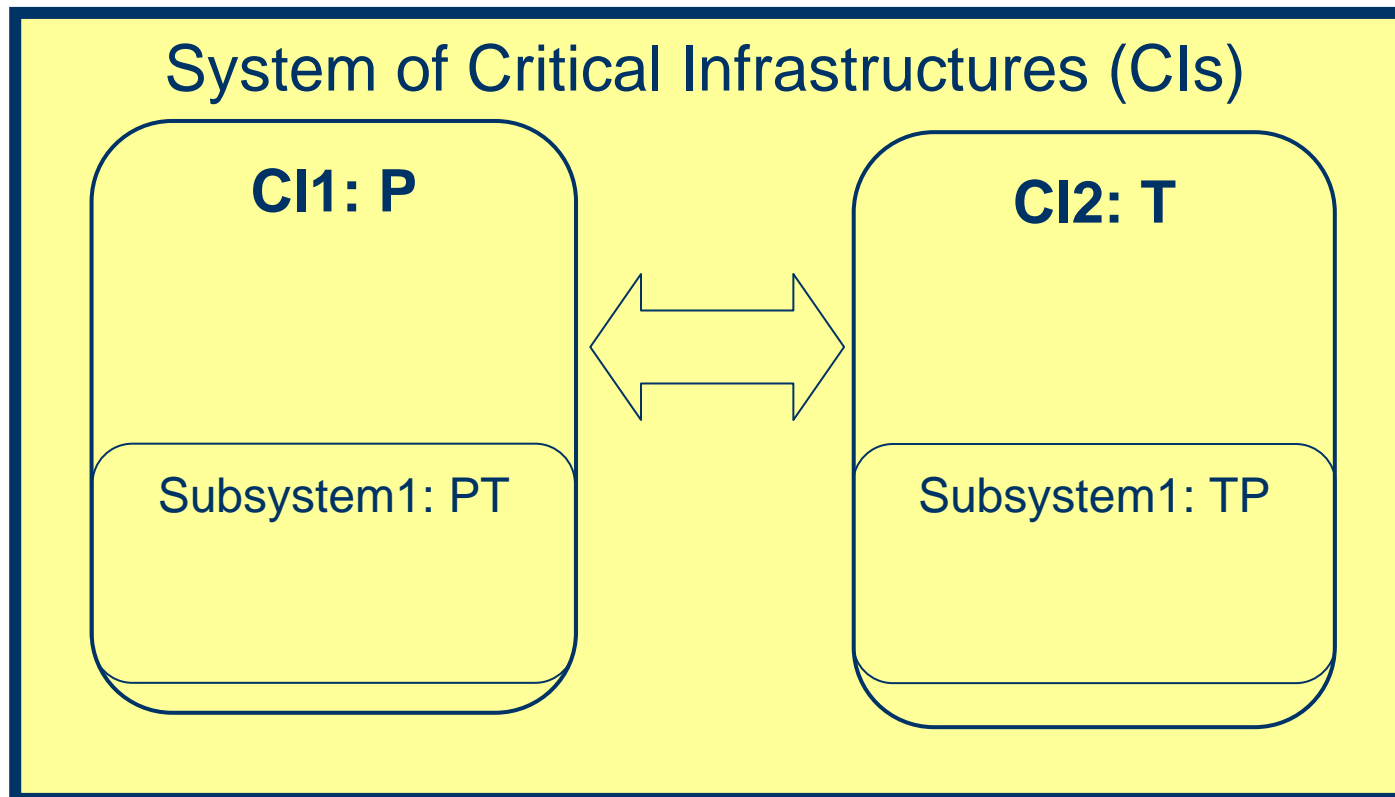 System of Critical Infrastructures (CIs)
CI1: P
CI2: T
Subsystem1: PT
Subsystem1: TP